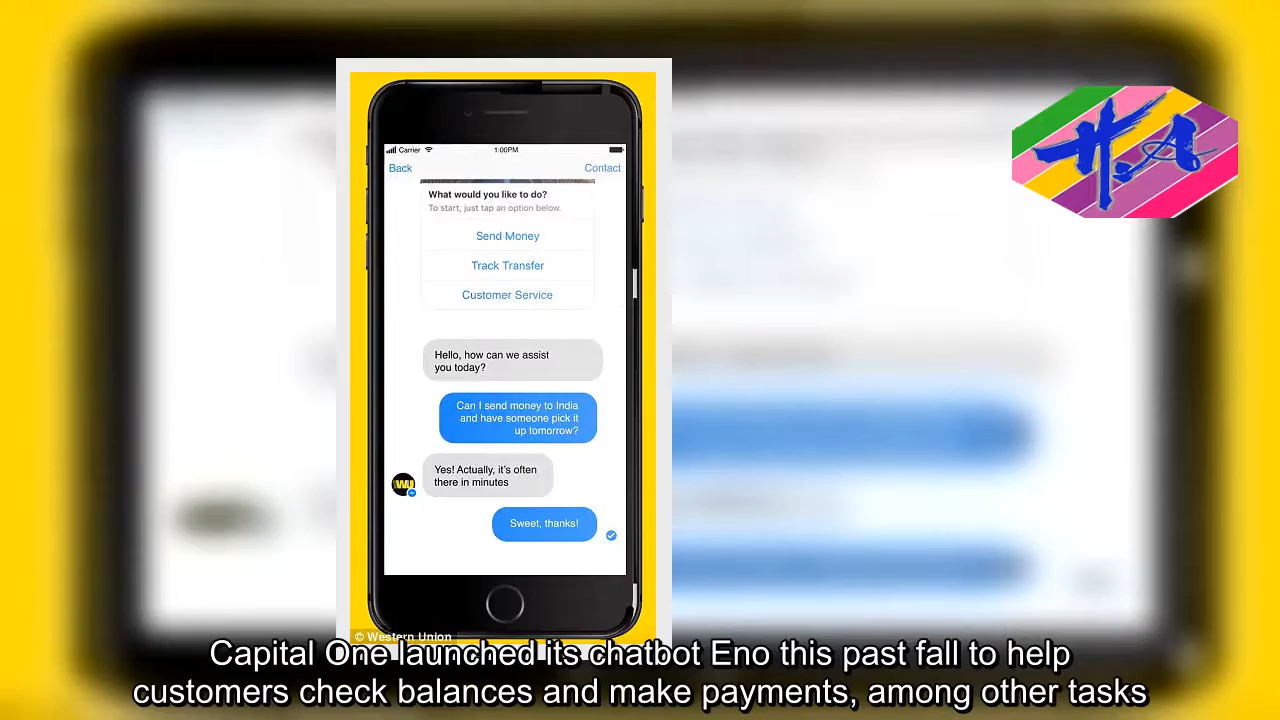 H.A
Carrier
1:00PM
Back
Contact
What would you like to do?
To start, just tap an option below.
Send Money
Track Transfer
Customer Service
Hello, how can we assist
you today?
Can I send money to India
and have someone pick it
up tomorrow?
Yes! Actually, it's often
there in minutes
WU
Sweet, thanks!
© Western Union
Capital One launched its chatbot Eno this past fall to help
customers check balances and make payments, among other tasks